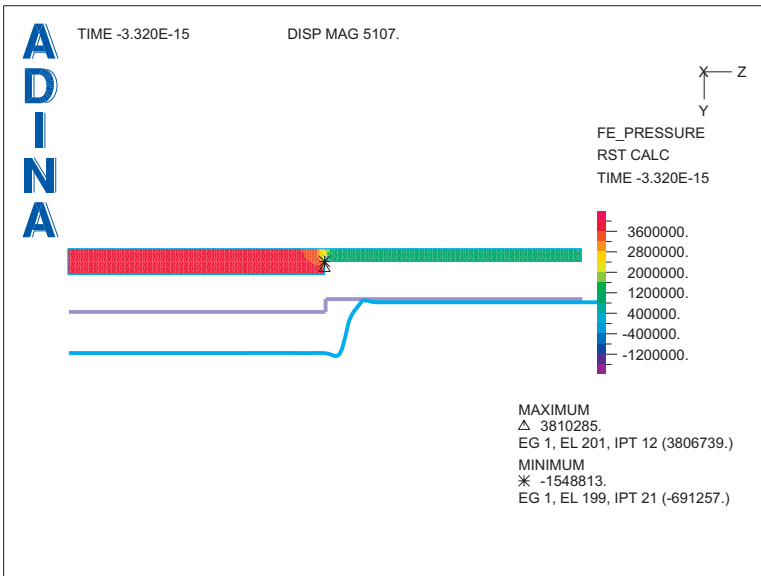 ADINA
TIME -3.320E-15 DISP MAG 5107.
X Z
Y
FE_PRESSURE
RST CALC
TIME -3.320E-15
3600000.
2800000.
2000000.
1200000.
400000.
-400000.
-1200000.
MAXIMUM
△ 3810285.
EG 1, EL 201, IPT 12 (3806739.)
MINIMUM
✳ -1548813.
EG 1, EL 199, IPT 21 (-691257.)